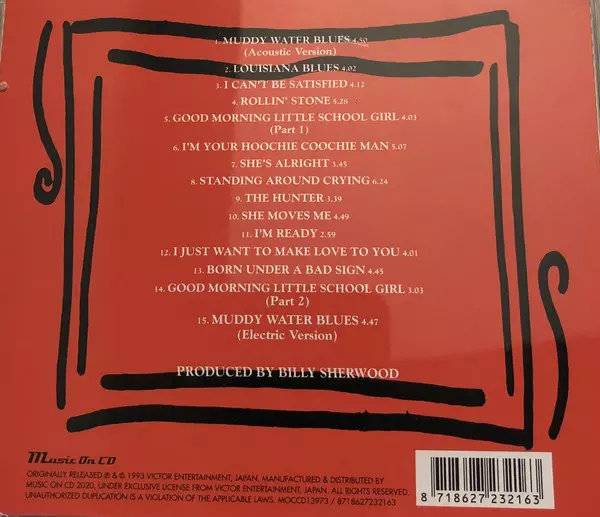 1. MUDDY WATER BLUES 4.50
(Acoustic Version)
2. LOUISIANA BLUES 4.02
3. I CAN'T BE SATISFIED 4.12
4. ROLLIN' STONE 5.28
5. GOOD MORNING LITTLE SCHOOL GIRL 4.03
(Part 1)
6. I'M YOUR HOOCHIE COOCHIE MAN 5.07
7. SHE'S ALRIGHT 3.45
8. STANDING AROUND CRYING 6.24
9. THE HUNTER 3.39
10. SHE MOVES ME 4.49
11. I'M READY 2.59
12. I JUST WANT TO MAKE LOVE TO YOU 4.01
13. BORN UNDER A BAD SIGN 4.45
14. GOOD MORNING LITTLE SCHOOL GIRL 3.03
(Part 2)
15. MUDDY WATER BLUES 4.47
(Electric Version)
PRODUCED BY BILLY SHERWOOD
Music On CD
ORIGINALLY RELEASED ℗ & © 1993 VICTOR ENTERTAINMENT, JAPAN. MANUFACTURED & DISTRIBUTED BY
MUSIC ON CD 2020, UNDER EXCLUSIVE LICENSE FROM VICTOR ENTERTAINMENT, JAPAN. ALL RIGHTS RESERVED.
UNAUTHORIZED DUPLICATION IS A VIOLATION OF THE APPLICABLE LAWS. MOCCD13973 / 8718627232163
8 718627 232163